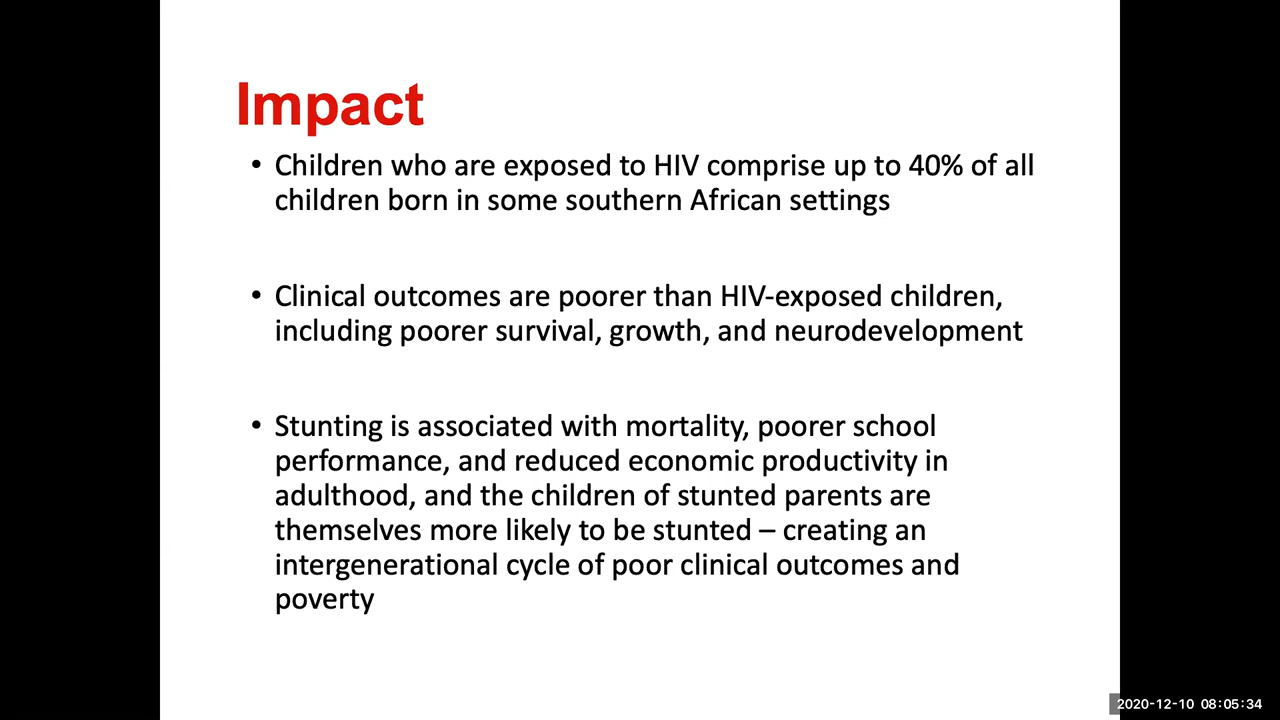 Impact
• Children who are exposed to HIV comprise up to 40% of all
children born in some southern African settings
• Clinical outcomes are poorer than HIV-exposed children,
including poorer survival, growth, and neurodevelopment
• Stunting is associated with mortality, poorer school
performance, and reduced economic productivity in
adulthood, and the children of stunted parents are
themselves more likely to be stunted – creating an
intergenerational cycle of poor clinical outcomes and
poverty
2020-12-10 08:05:34